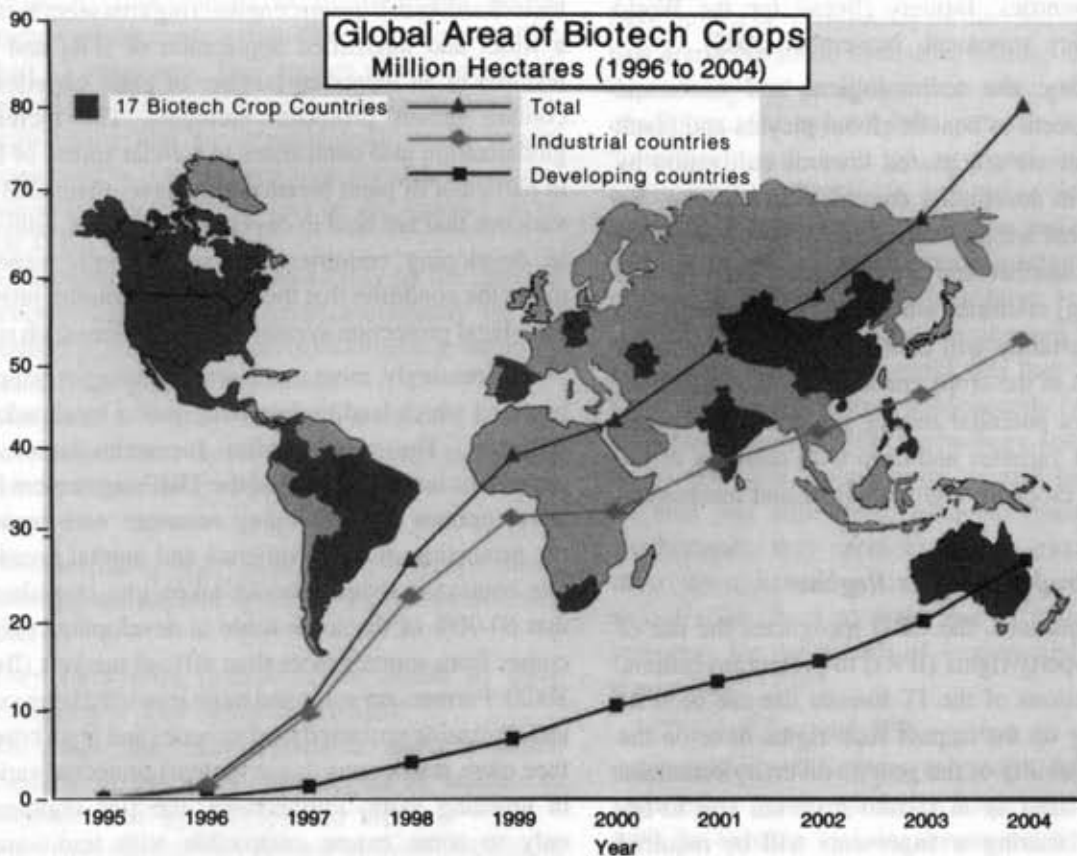 Global Area of Biotech Crops
Million Hectares (1996 to 2004)
17 Biotech Crop Countries
Total
Industrial countries
Developing countries
90
80
70
60
50
40
30
20
10
0
1995 1996 1997 1998 1999 2000 2001 2002 2003 2004
Year